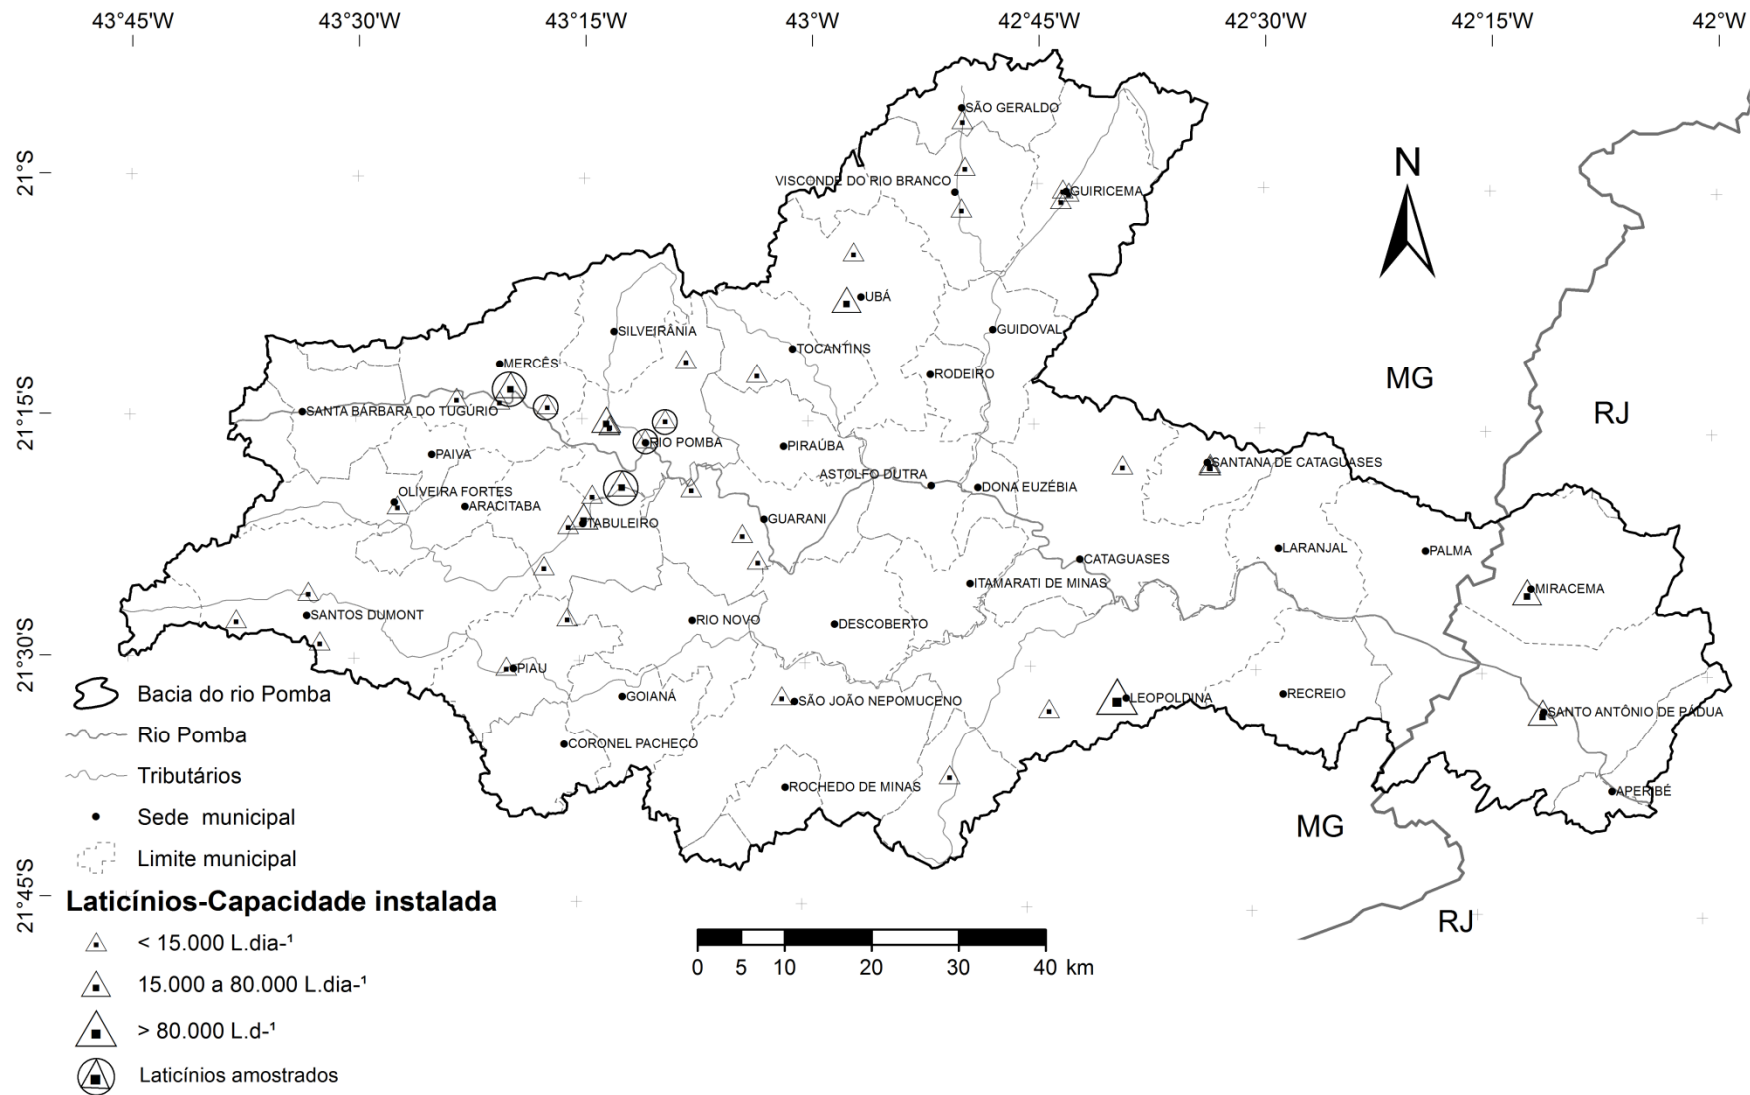 43°45'W 43°30'W 43°15'W 43°W 42°45'W 42°30'W 42°15'W 42°W
21°S
21°15'S
21°30'S
21°45'S
SÃO GERALDO
VISCONDE DO RIO BRANCO
GUIRICEMA
N
UBÁ
SILVEIRÂNIA
GUIDOVAL
TOCANTINS
MERCÊS
RODEIRO
MG
RJ
SANTA BÁRBARA DO TUGÚRIO
RIO POMBA
PIRAÚBA
PAIVA
ASTOLFO DUTRA
SANTANA DE CATAGUASES
DONA EUZÉBIA
OLIVEIRA FORTES
ARACITABA
GUARANI
TABULEIRO
LARANJAL
PALMA
CATAGUASES
ITAMARATI DE MINAS
MIRACEMA
SANTOS DUMONT
RIO NOVO
DESCOBERTO
PIAU
GOIANÁ
SÃO JOÃO NEPOMUCENO
LEOPOLDINA
RECREIO
SANTO ANTÔNIO DE PÁDUA
CORONEL PACHECO
ROCHEDO DE MINAS
APERIBÉ
MG
RJ
Bacia do rio Pomba
Rio Pomba
Tributários
Sede municipal
Limite municipal
Laticínios-Capacidade instalada
< 15.000 L.dia-¹
15.000 a 80.000 L.dia-¹
> 80.000 L.d-¹
Laticínios amostrados
0 5 10 20 30 40 km